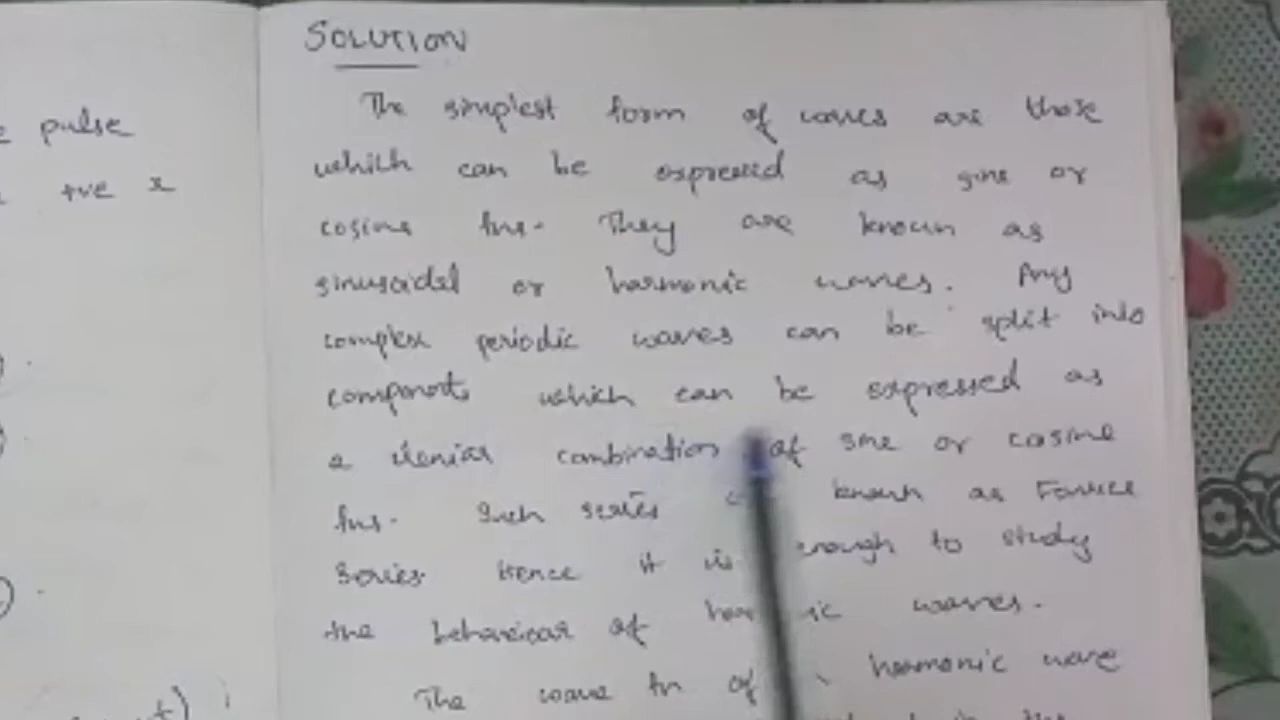 SOLUTION
e pulse
The simplest form of waves are those
which can be expressed as sine or
+ve x
cosine fns. They are known as
sinusoidal or harmonic waves. Any
complex periodic waves can be split into
components which can be expressed as
a linear combination of sine or cosine
fns. Such series known as Fourier
series. Hence it is enough to study
the behaviour of waves.
The wave fn of harmonic wave